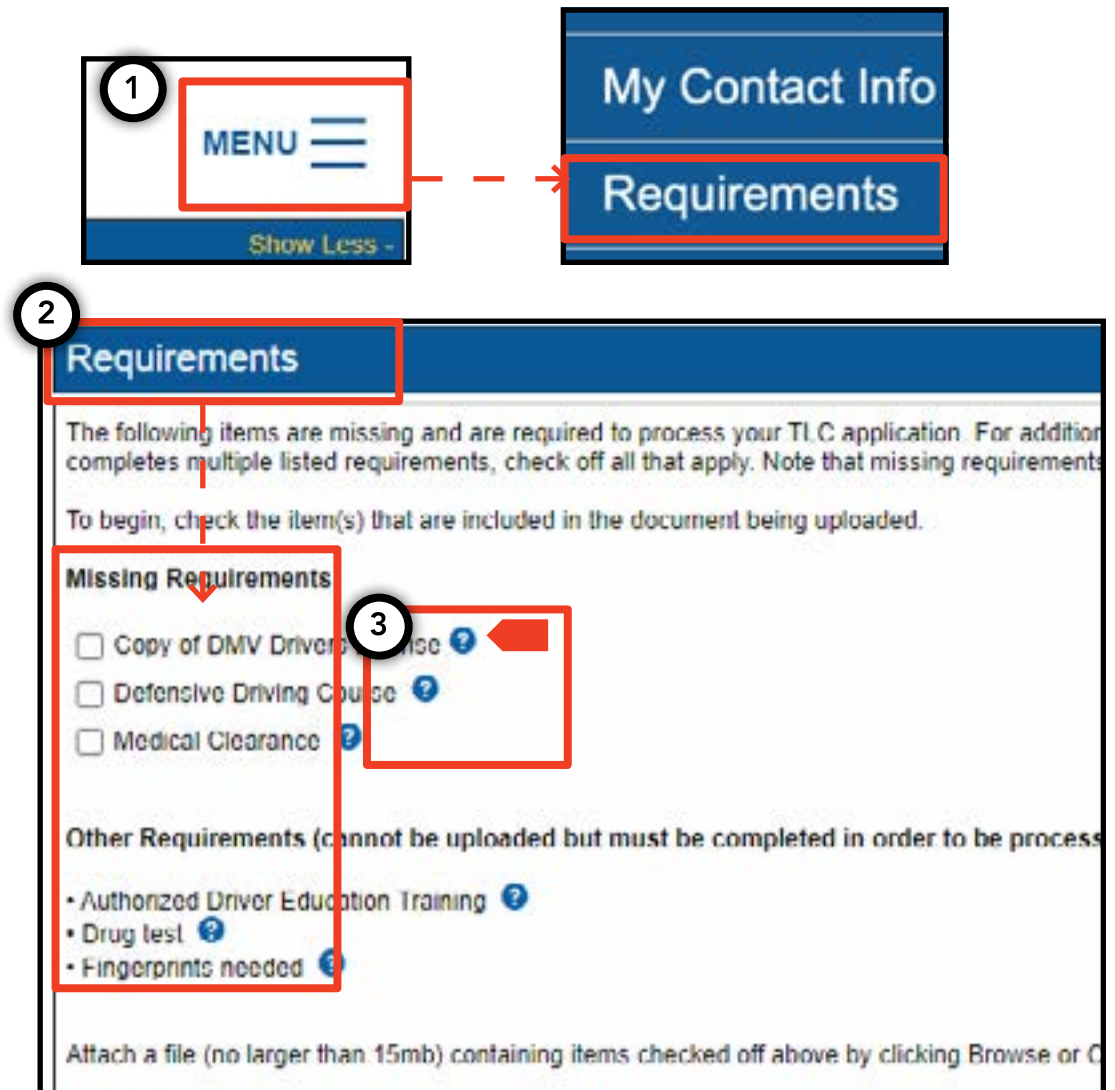 1
MENU
Show Less -
My Contact Info
Requirements
2
Requirements
The following items are missing and are required to process your TLC application. For addition
completes multiple listed requirements, check off all that apply. Note that missing requirements
To begin, check the item(s) that are included in the document being uploaded.
Missing Requirements
3
Copy of DMV Drivers nse ?
Defensive Driving Course ?
Medical Clearance ?
Other Requirements (cannot be uploaded but must be completed in order to be process
• Authorized Driver Education Training ?
• Drug test ?
• Fingerprints needed ?
Attach a file (no larger than 15mb) containing items checked off above by clicking Browse or C